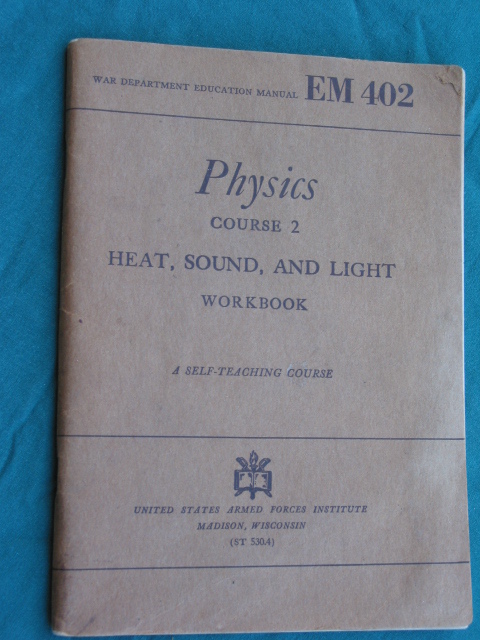 WAR DEPARTMENT EDUCATION MANUAL EM 402
Physics
COURSE 2
HEAT, SOUND, AND LIGHT
WORKBOOK
A SELF-TEACHING COURSE
UNITED STATES ARMED FORCES INSTITUTE
MADISON, WISCONSIN
(ST 530.4)